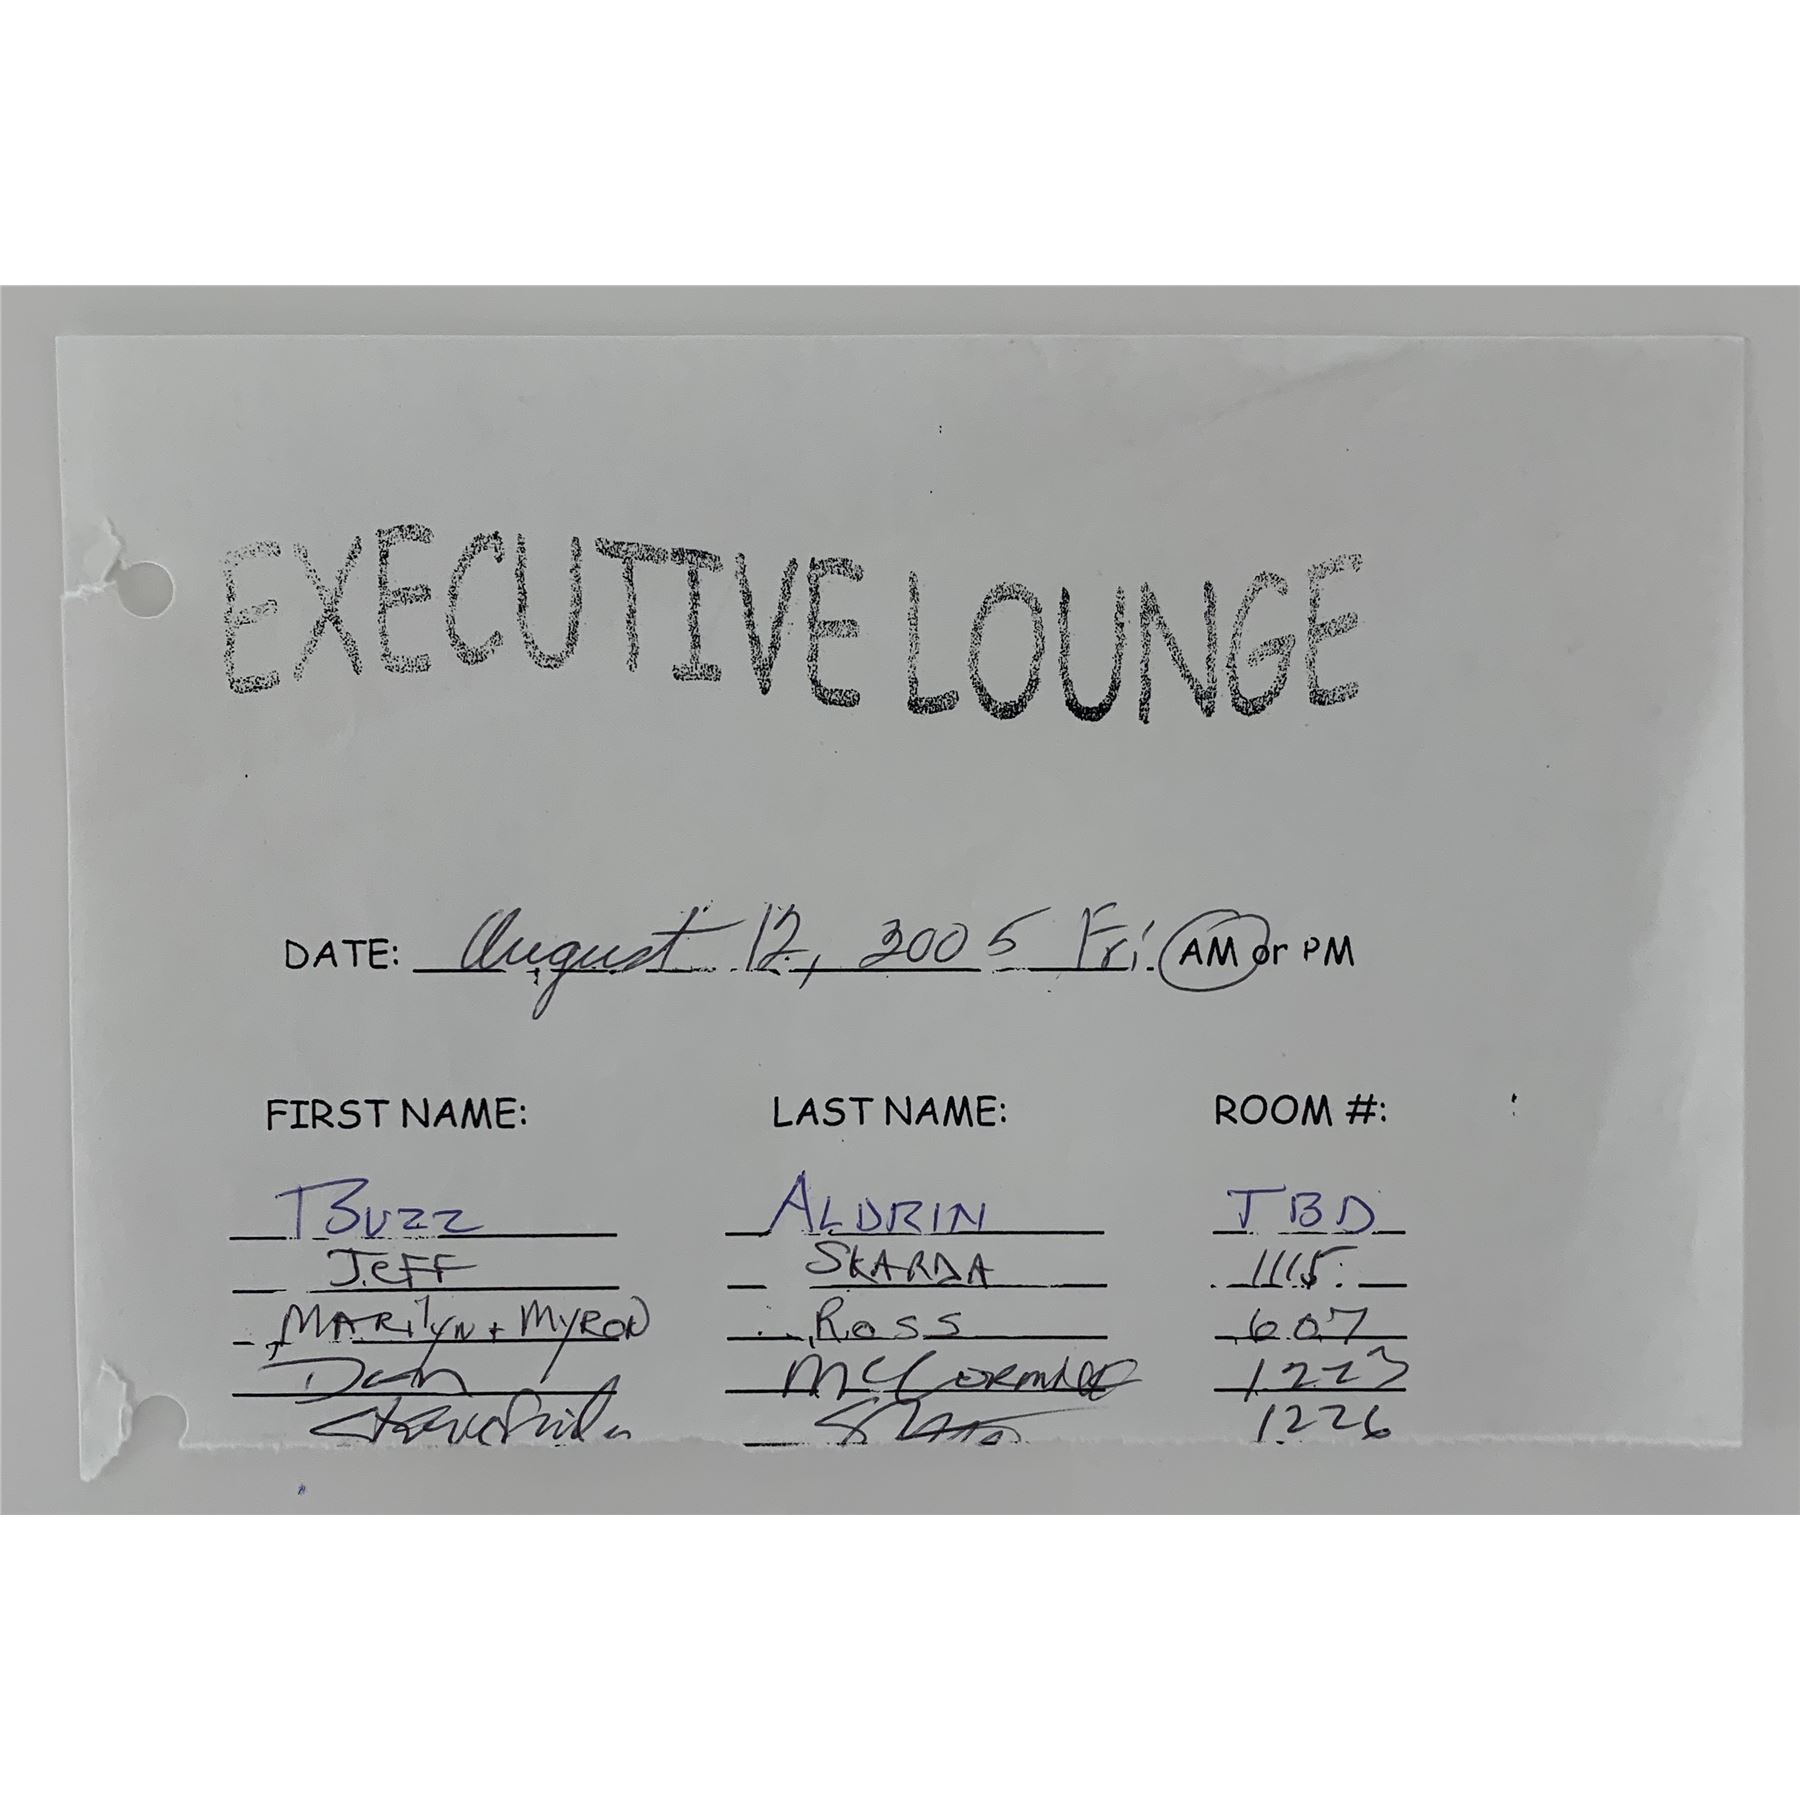 EXECUTIVE LOUNGE
DATE: August 12, 2005 Fri. AM or PM
FIRST NAME: LAST NAME: ROOM #:
BUZZ ALDRIN TBD
Jeff SKARDA 1115
MARilyn + MYRON Ross 607
Dan 1223
1226